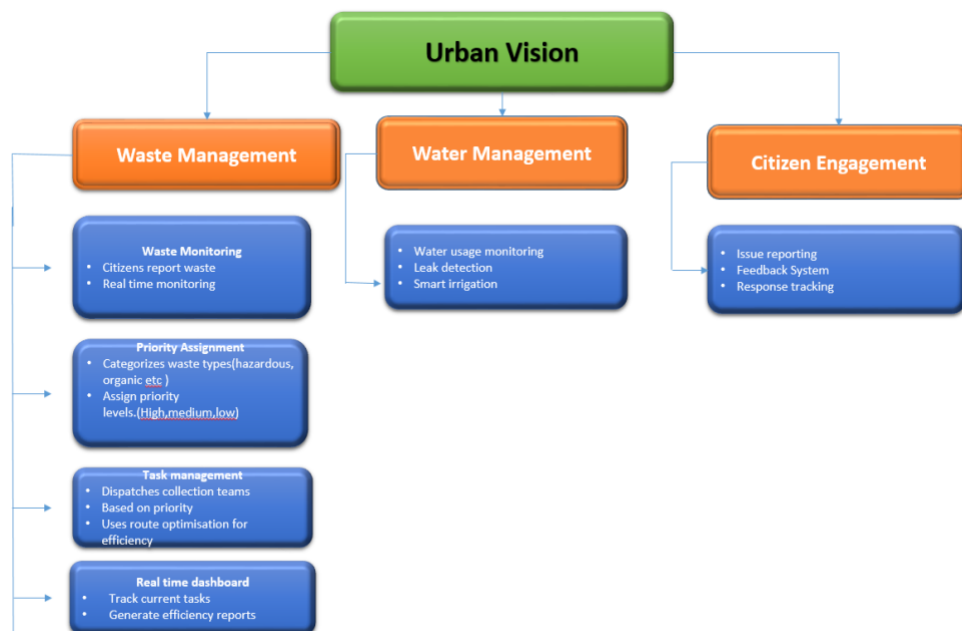 Urban Vision
Waste Management
Water Management
Citizen Engagement
Waste Monitoring
• Citizens report waste
• Real time monitoring
• Water usage monitoring
• Leak detection
• Smart irrigation
• Issue reporting
• Feedback System
• Response tracking
Priority Assignment
• Categorizes waste types(hazardous,
organic etc )
• Assign priority
levels.(High,medium,low)
Task management
• Dispatches collection teams
• Based on priority
• Uses route optimisation for
efficiency
Real time dashboard
• Track current tasks
• Generate efficiency reports